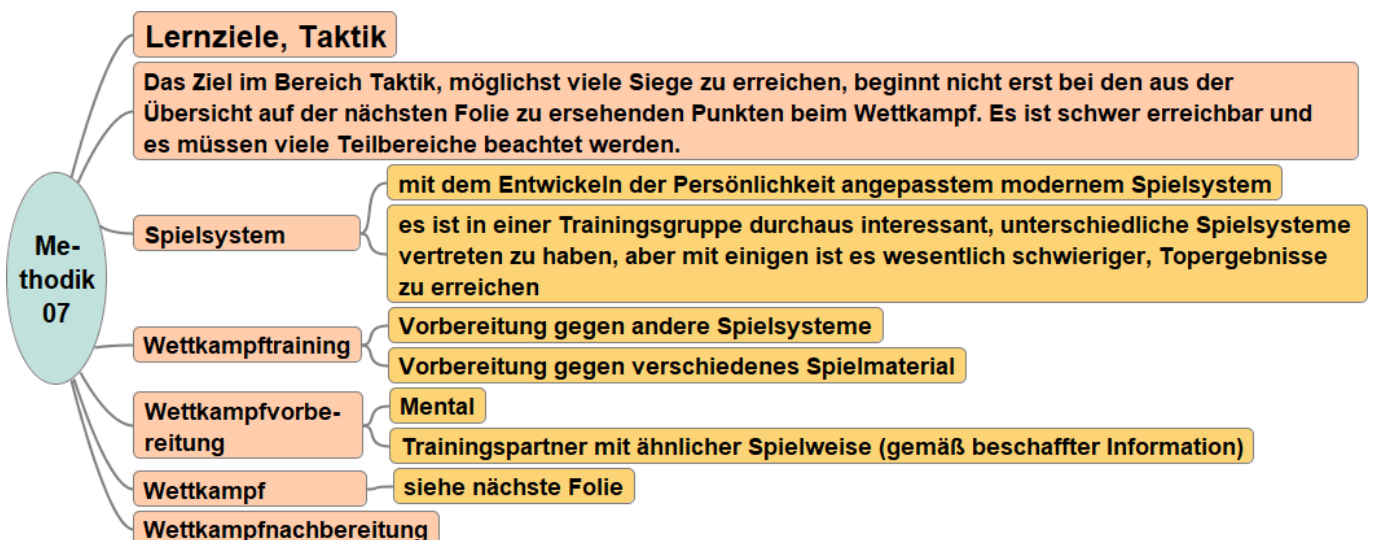 Lernziele, Taktik
Das Ziel im Bereich Taktik, möglichst viele Siege zu erreichen, beginnt nicht erst bei den aus der
Übersicht auf der nächsten Folie zu ersehenden Punkten beim Wettkampf. Es ist schwer erreichbar und
es müssen viele Teilbereiche beachtet werden.
Me-
thodik
07
Spielsystem
mit dem Entwickeln der Persönlichkeit angepasstem modernem Spielsystem
es ist in einer Trainingsgruppe durchaus interessant, unterschiedliche Spielsysteme
vertreten zu haben, aber mit einigen ist es wesentlich schwieriger, Topergebnisse
zu erreichen
Wettkampftraining
Vorbereitung gegen andere Spielsysteme
Vorbereitung gegen verschiedenes Spielmaterial
Wettkampfvorbe-
reitung
Mental
Trainingspartner mit ähnlicher Spielweise (gemäß beschaffter Information)
Wettkampf
siehe nächste Folie
Wettkampfnachbereitung